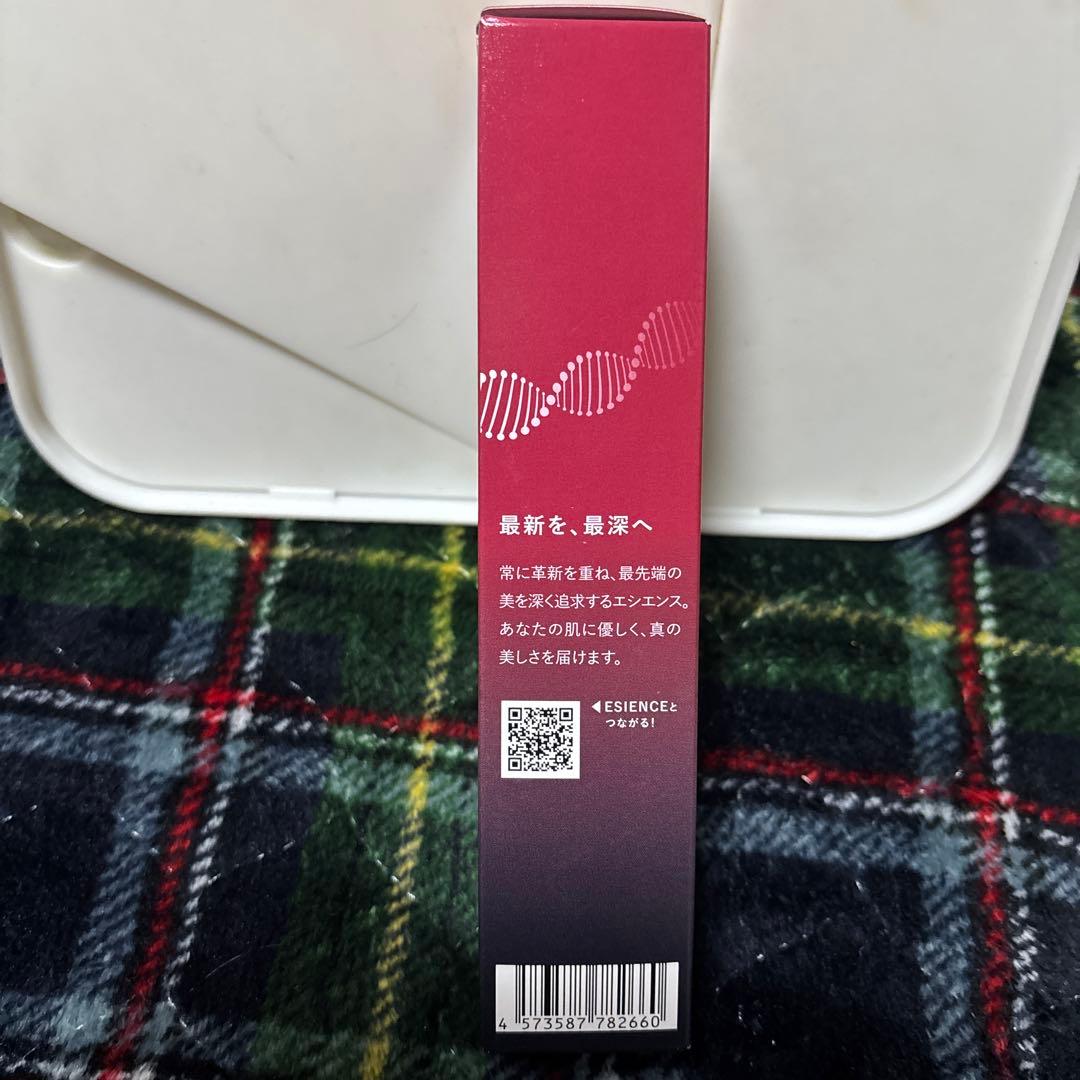 最新を、最深へ
常に革新を重ね、最先端の
美を深く追求するエシエンス。
あなたの肌に優しく、真の
美しさを届けます。
◀ESIENCEと
つながる!
4 573587 782660